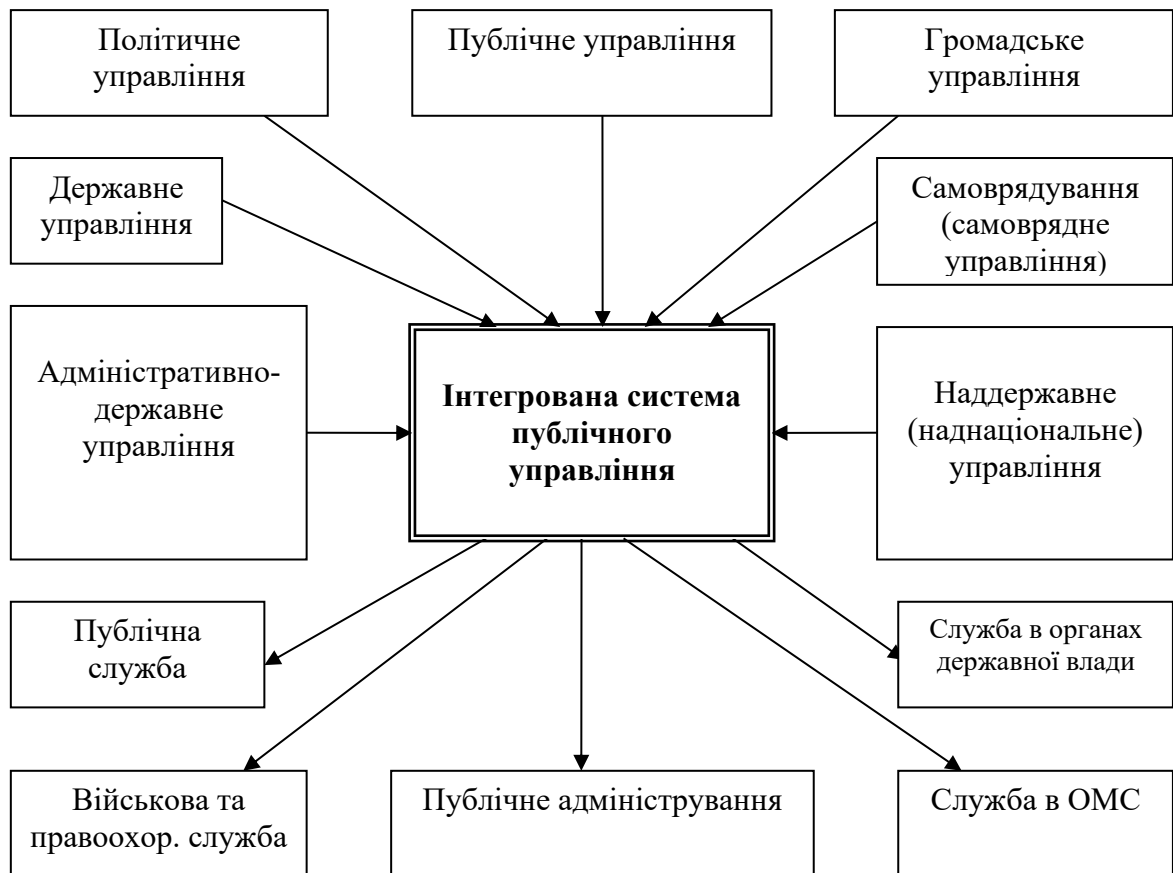 Політичне
управління
Публічне управління
Громадське
управління
Державне
управління
Самоврядування
(самоврядне
управління)
Адміністративно-
державне
управління
Інтегрована система
публічного
управління
Наддержавне
(наднаціональне)
управління
Публічна
служба
Служба в органах
державної влади
Військова та
правоохор. служба
Публічне адміністрування
Служба в ОМС